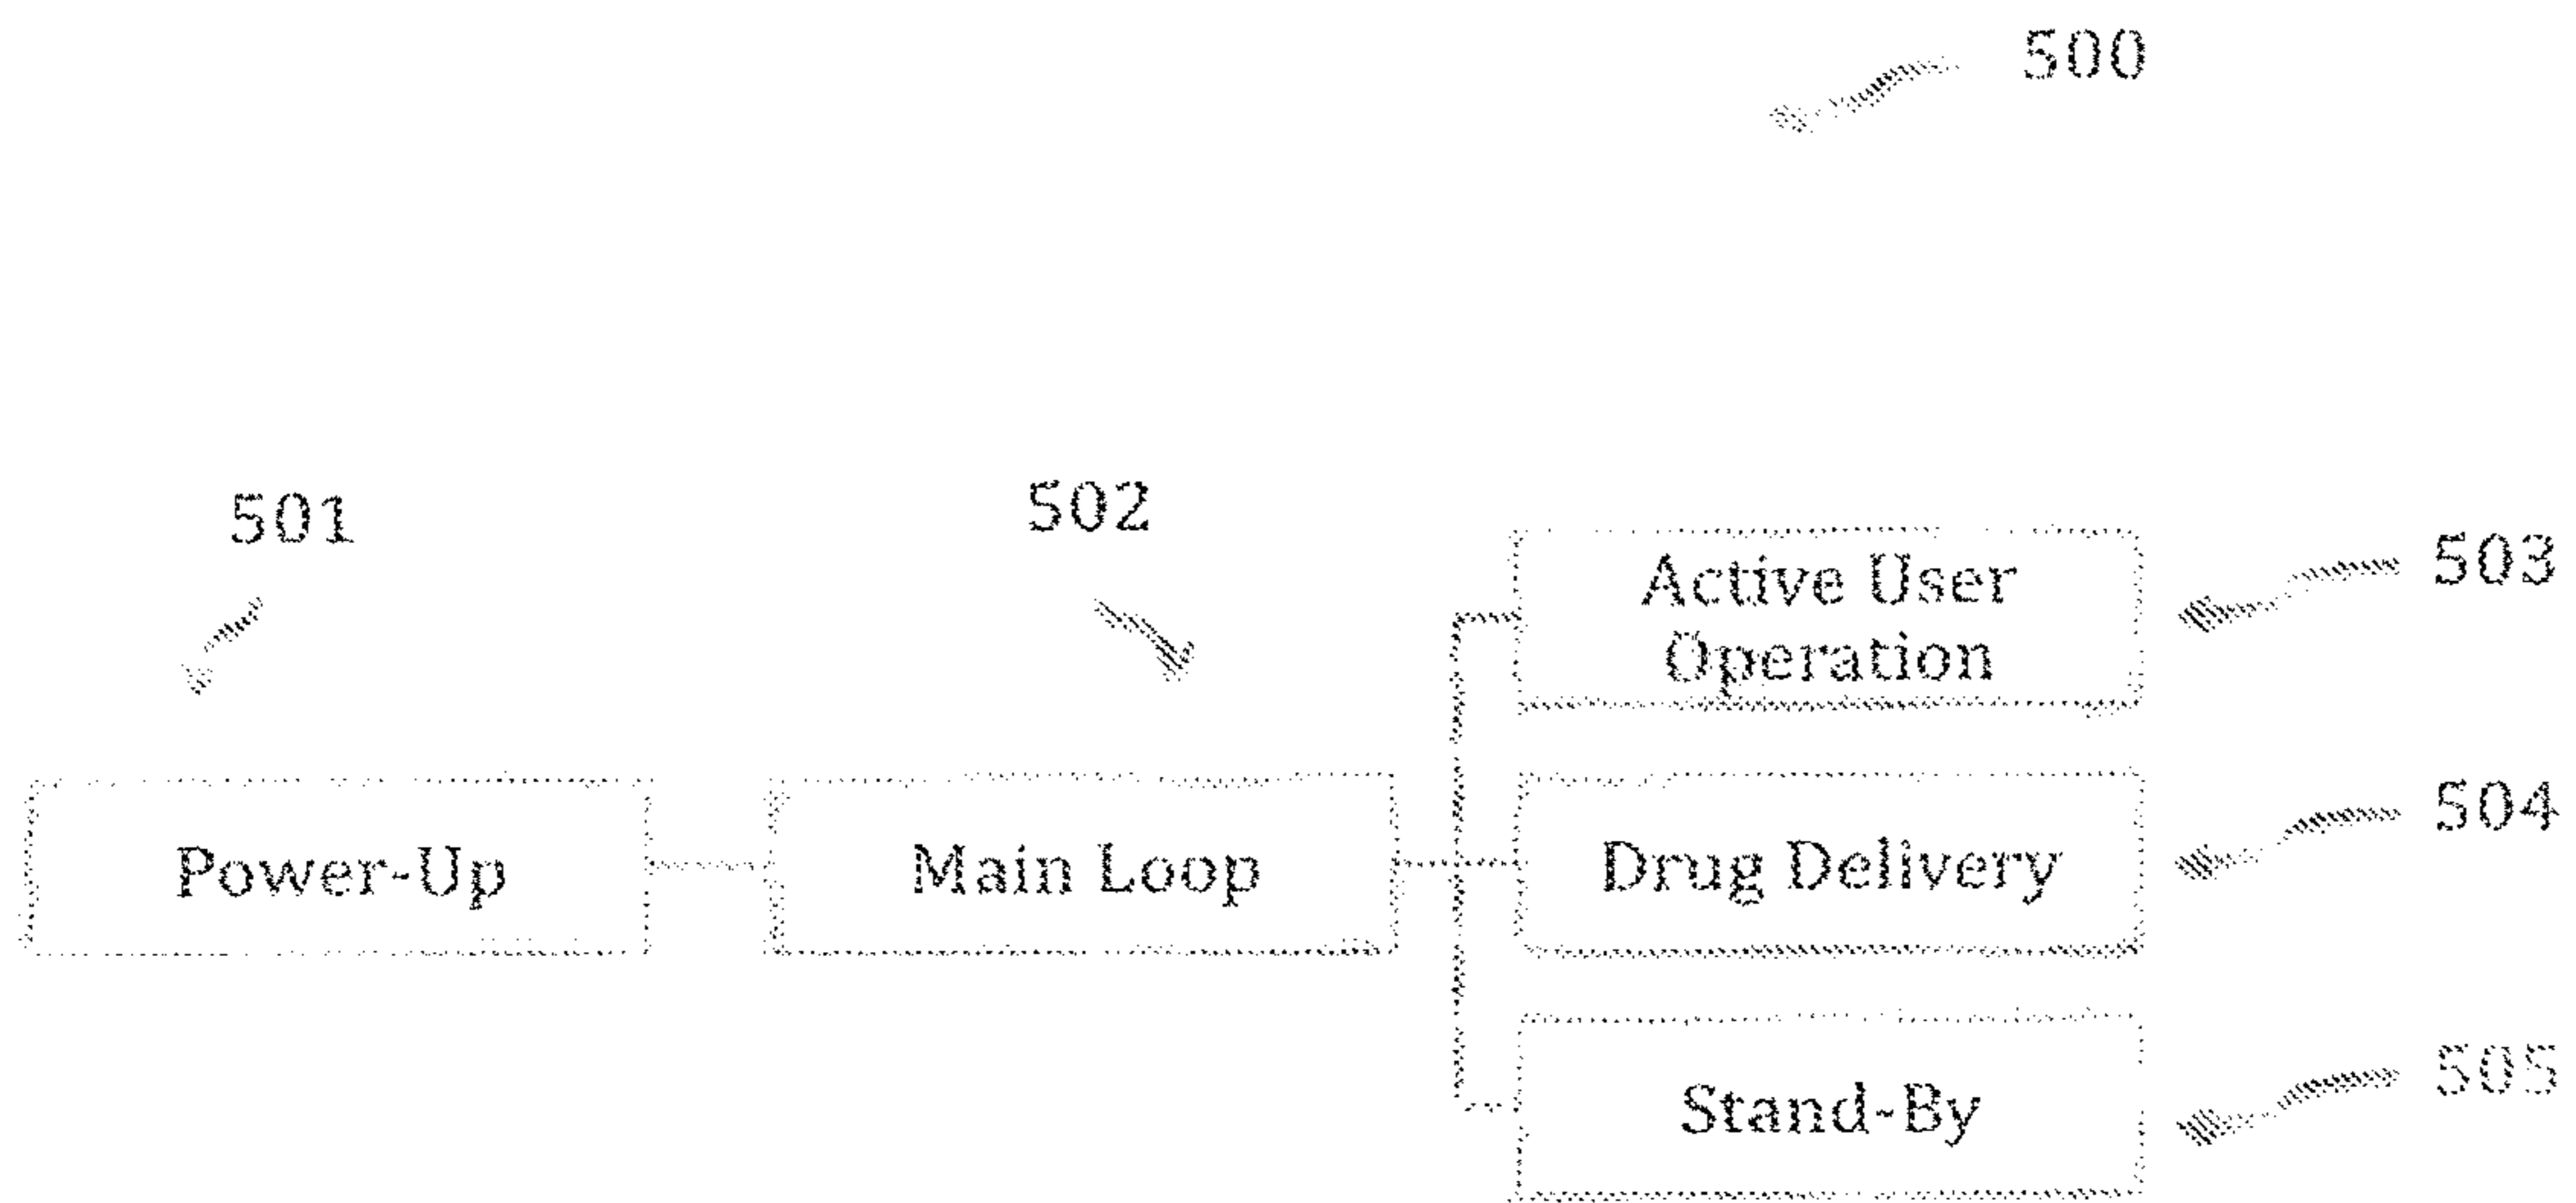 500
501
502
Active User
Operation
503
Power-Up
Main Loop
Drug Delivery
504
Stand-By
505